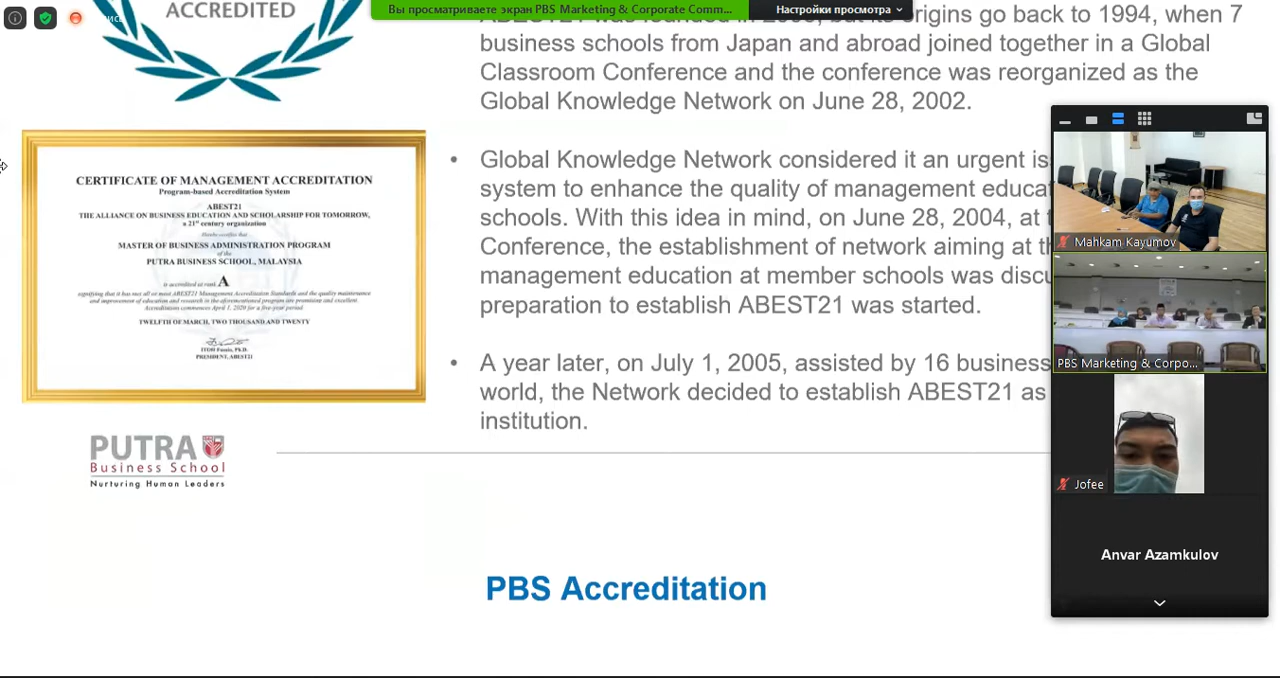 ACCREDITED
Вы просматриваете экран PBS Marketing & Corporate Comm...
Настройки просмотра
ABEST21 was founded in 2005, but its origins go back to 1994, when 7
business schools from Japan and abroad joined together in a Global
Classroom Conference and the conference was reorganized as the
Global Knowledge Network on June 28, 2002.
• Global Knowledge Network considered it an urgent is
system to enhance the quality of management educat
schools. With this idea in mind, on June 28, 2004, at t
Conference, the establishment of network aiming at th
management education at member schools was discu
preparation to establish ABEST21 was started.
• A year later, on July 1, 2005, assisted by 16 business
world, the Network decided to establish ABEST21 as
institution.
CERTIFICATE OF MANAGEMENT ACCREDITATION
Program-based Accreditation System
ABEST21
THE ALLIANCE ON BUSINESS EDUCATION AND SCHOLARSHIP FOR TOMORROW,
a 21st century organization
Hereby certifies that
MASTER OF BUSINESS ADMINISTRATION PROGRAM
of the
PUTRA BUSINESS SCHOOL, MALAYSIA
is accredited at rank A
signifying that it has met all or most ABEST21 Management Accreditation Standards and the quality maintenance
and improvement of education and research in the aforementioned program are promising and excellent.
Accreditation commences April 1, 2020 for a five-year period.
TWELFTH OF MARCH, TWO THOUSAND AND TWENTY
ITOH Fumio, Ph.D.
PRESIDENT, ABEST21
PUTRA
Business School
Nurturing Human Leaders
PBS Accreditation
Mahkam Kayumov
PBS Marketing & Corpo...
Jofee
Anvar Azamkulov